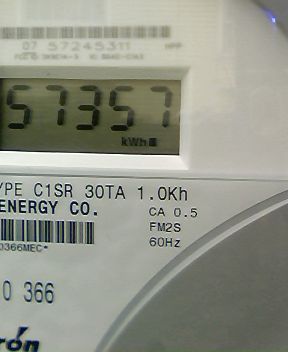 07 57245311
57357
kWh
YPE C1SR 30TA 1.0Kh
ENERGY CO.
CA 0.5
FM2S
60Hz
0366MEC*
0 366
rón